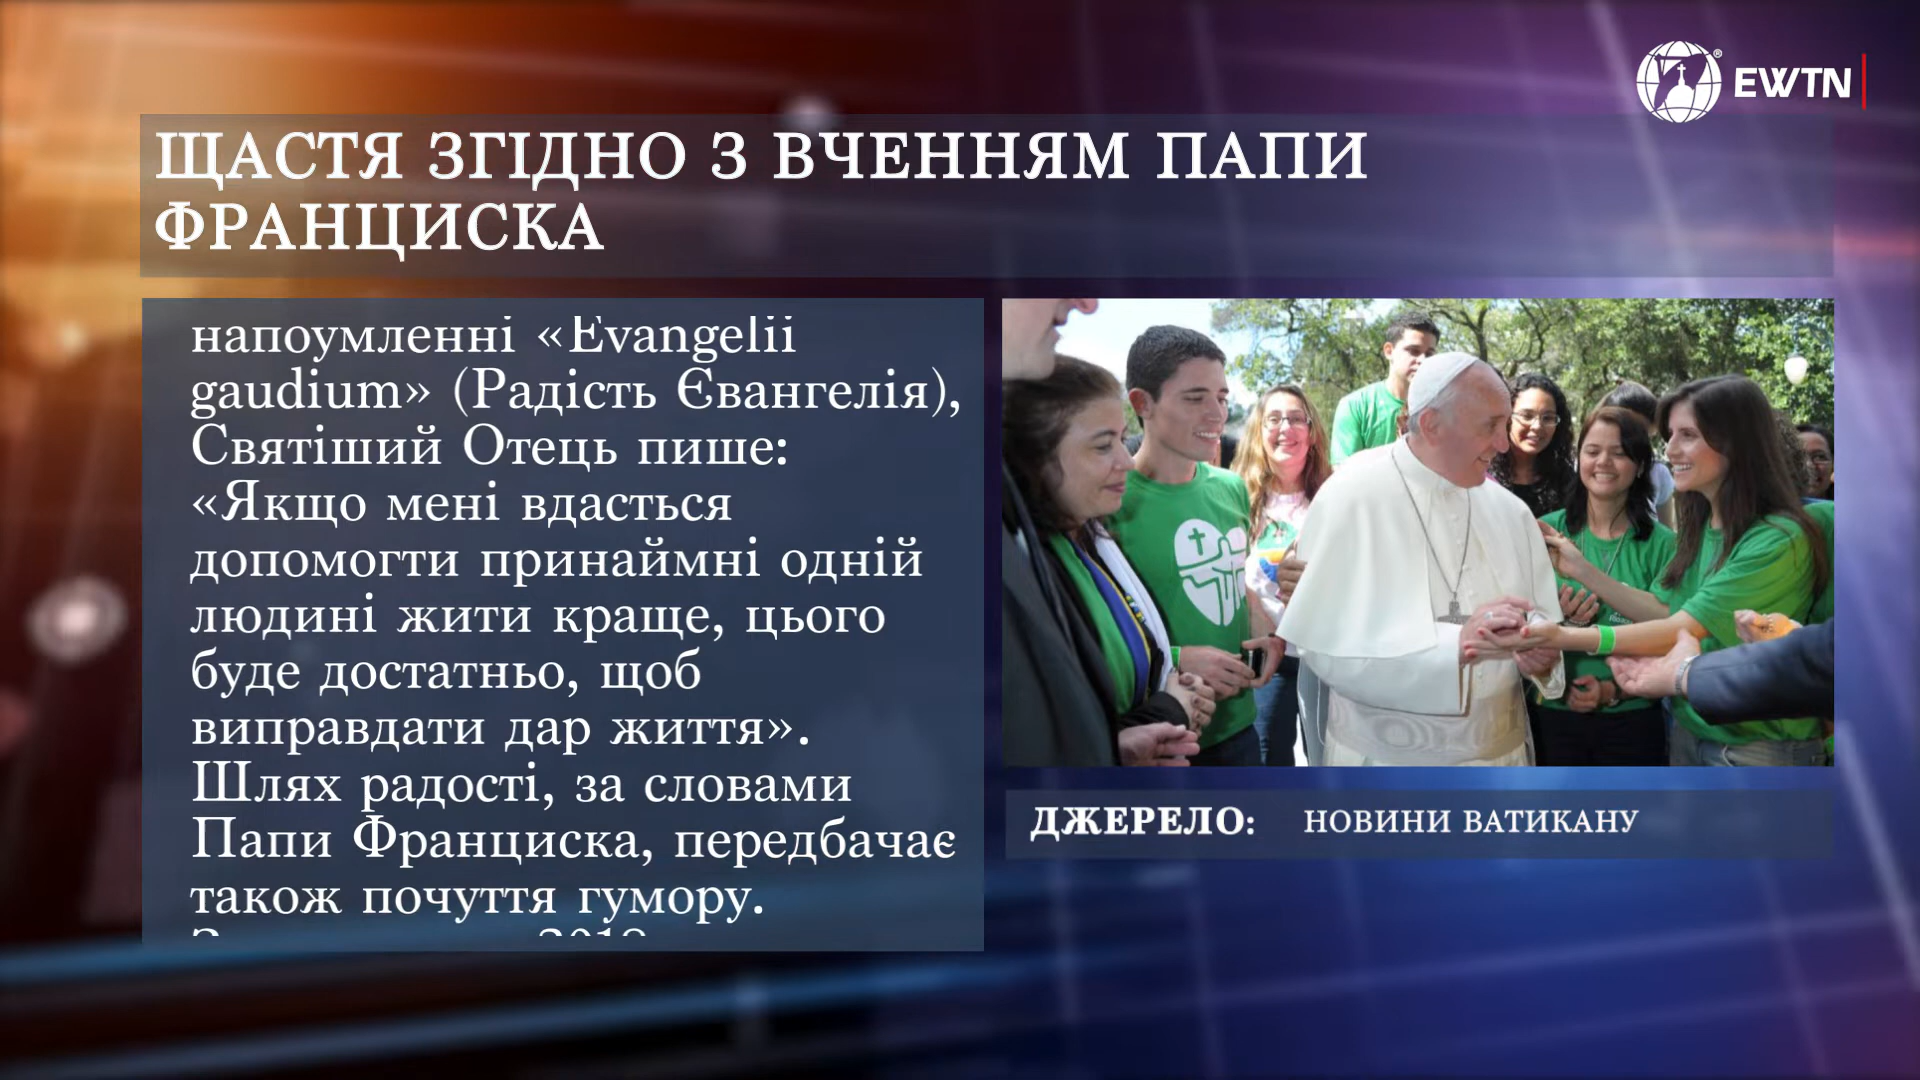 EWTN
ЩАСТЯ ЗГІДНО З ВЧЕННЯМ ПАПИ
ФРАНЦИСКА
напоумленні «Evangelii
gaudium» (Радість Євангелія),
Святіший Отець пише:
«Якщо мені вдасться
допомогти принаймні одній
людині жити краще, цього
буде достатньо, щоб
виправдати дар життя».
Шлях радості, за словами
Папи Франциска, передбачає
також почуття гумору.
ДЖЕРЕЛО: НОВИНИ ВАТИКАНУ